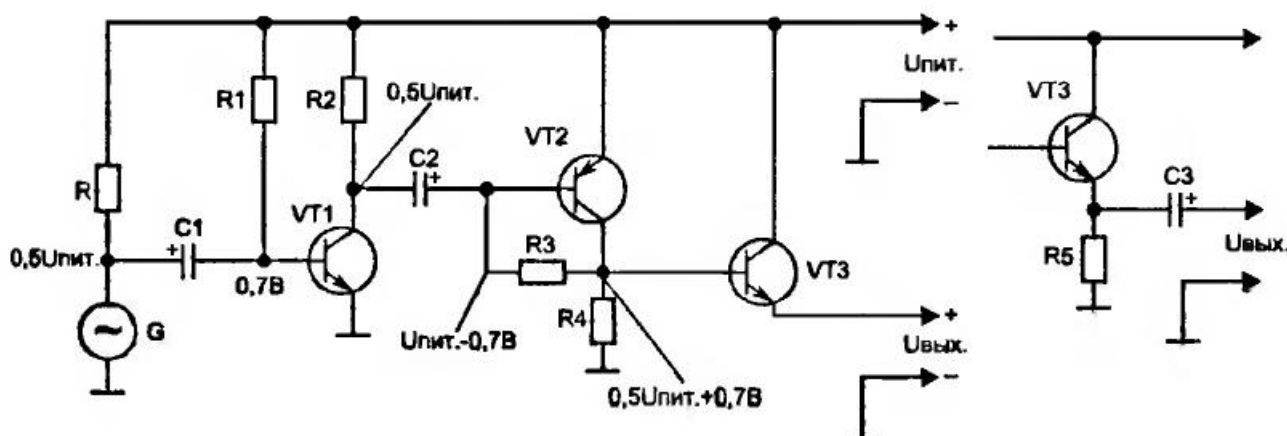 +
Uпит.
−
R1
R2
0,5Uпит.
VT2
VT3
C2
+
R
C3
+
C1
+
VT1
0,5Uпит.
0,7В
R3
VT3
R5
Uвых.
G
Uпит.-0,7В
R4
+
Uвых.
−
0,5Uпит.+0,7В